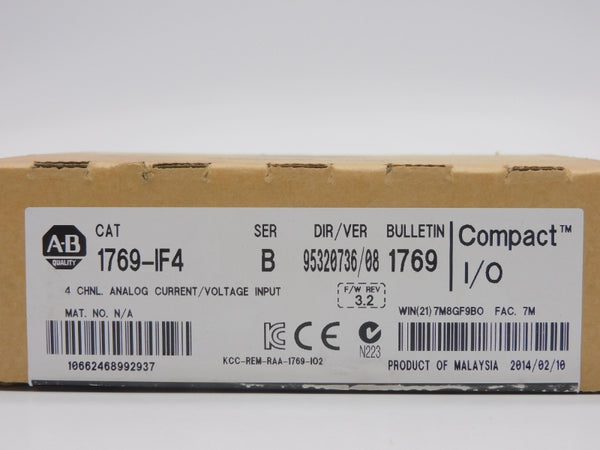 A-B
QUALITY
CAT
1769-IF4
SER
B
DIR/VER
95320736/08
BULLETIN
1769
Compact™
I/O
4 CHNL. ANALOG CURRENT/VOLTAGE INPUT
F/W REV
3.2
MAT. NO. N/A
WIN(21) 7M8GF9BO FAC. 7M
10662468992937
KCC-REM-RAA-1769-IO2
N223
PRODUCT OF MALAYSIA 2014/02/10